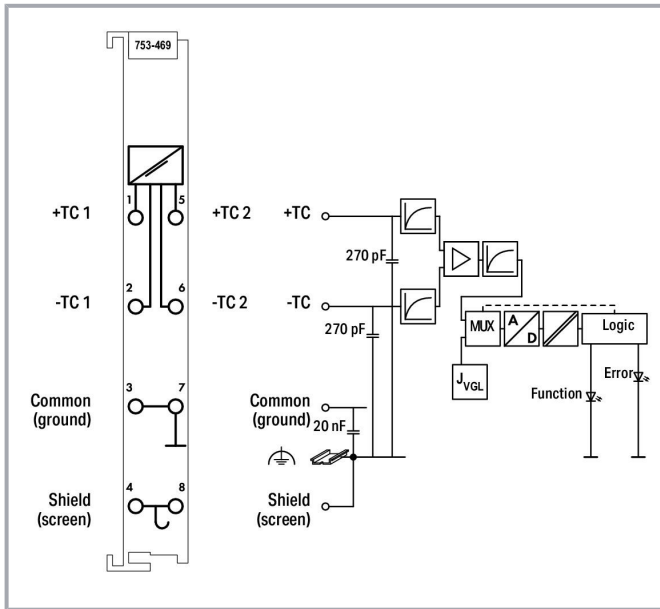 753-469
1 5
+TC 1 +TC 2 +TC
270 pF
2 6
-TC 1 -TC 2 -TC
270 pF
MUX A D Logic
J VGL
Error
Function
3 7
Common Common
(ground) (ground)
20 nF
4 8
Shield Shield
(screen) (screen)